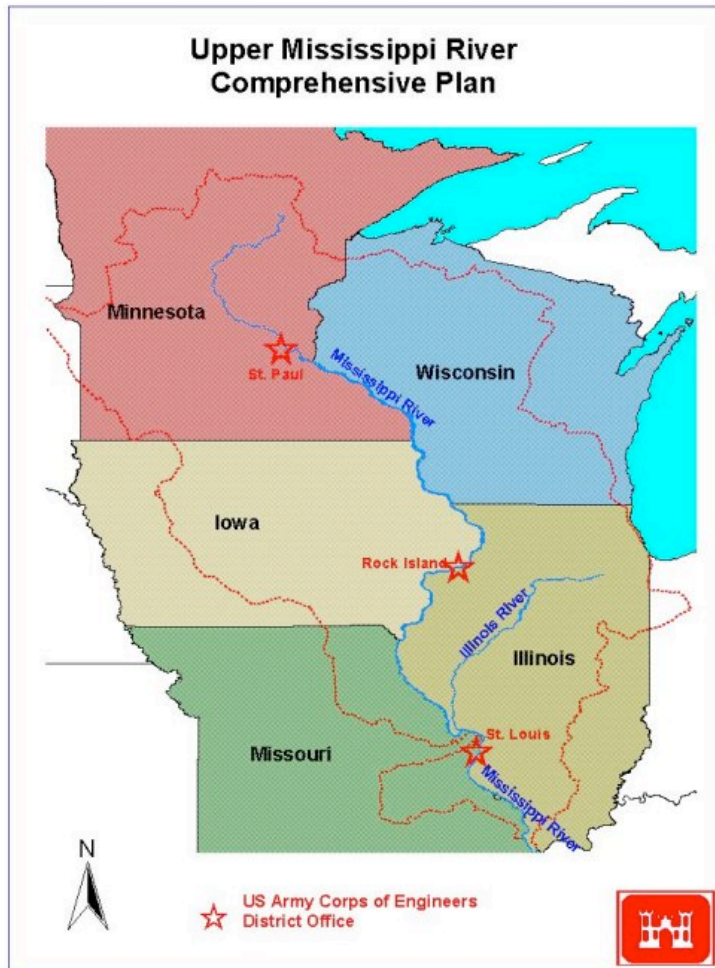 Upper Mississippi River
Comprehensive Plan
Minnesota
St. Paul
Mississippi River
Wisconsin
Iowa
Rock Island
Illinois River
Illinois
St. Louis
Missouri
Mississippi River
N
US Army Corps of Engineers
District Office